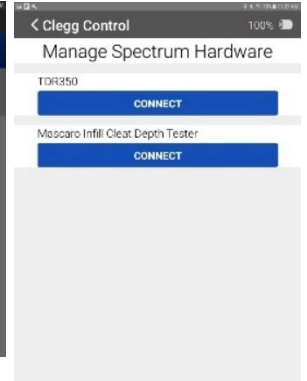 < Clegg Control 100%
Manage Spectrum Hardware
TDR350
CONNECT
Mascaro Infill Cleat Depth Tester
CONNECT